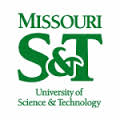 MISSOURI
S&T
University of
Science & Technology